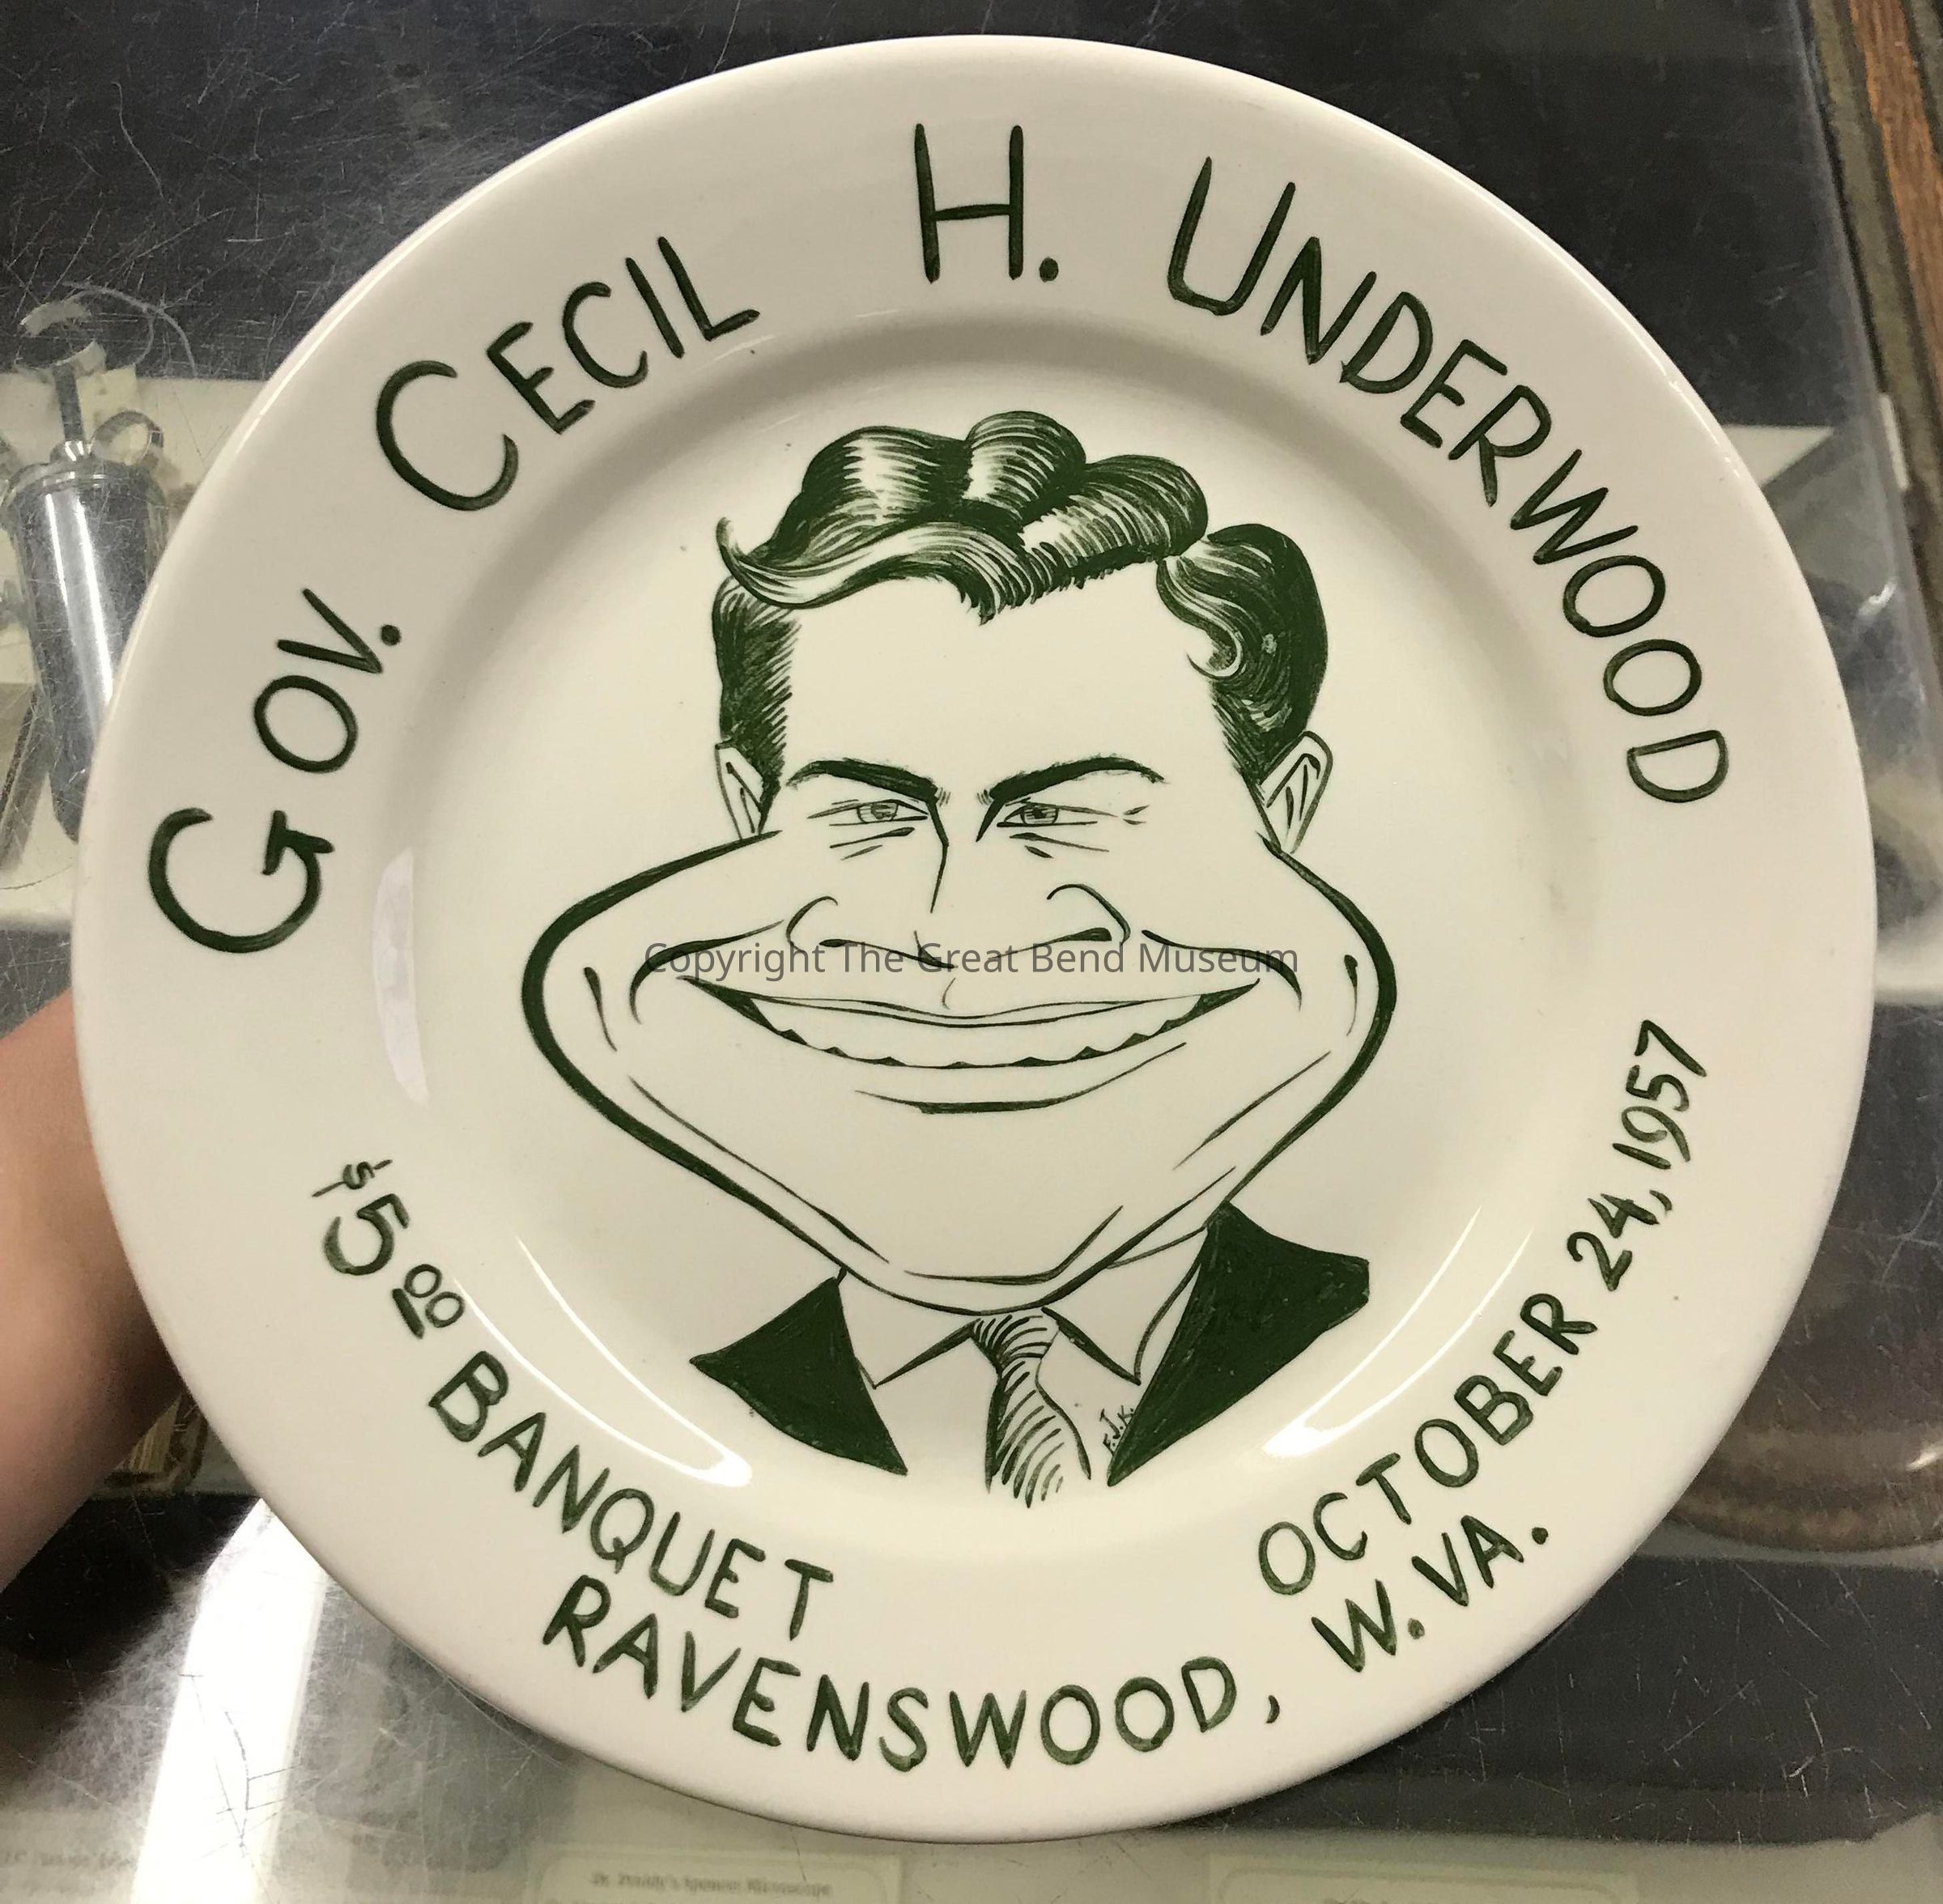 GOV. CECIL H. UNDERWOOD
Copyright The Great Bend Museum
F.J.K.
$5.00 BANQUET
OCTOBER 24, 1957
RAVENSWOOD, W. VA.